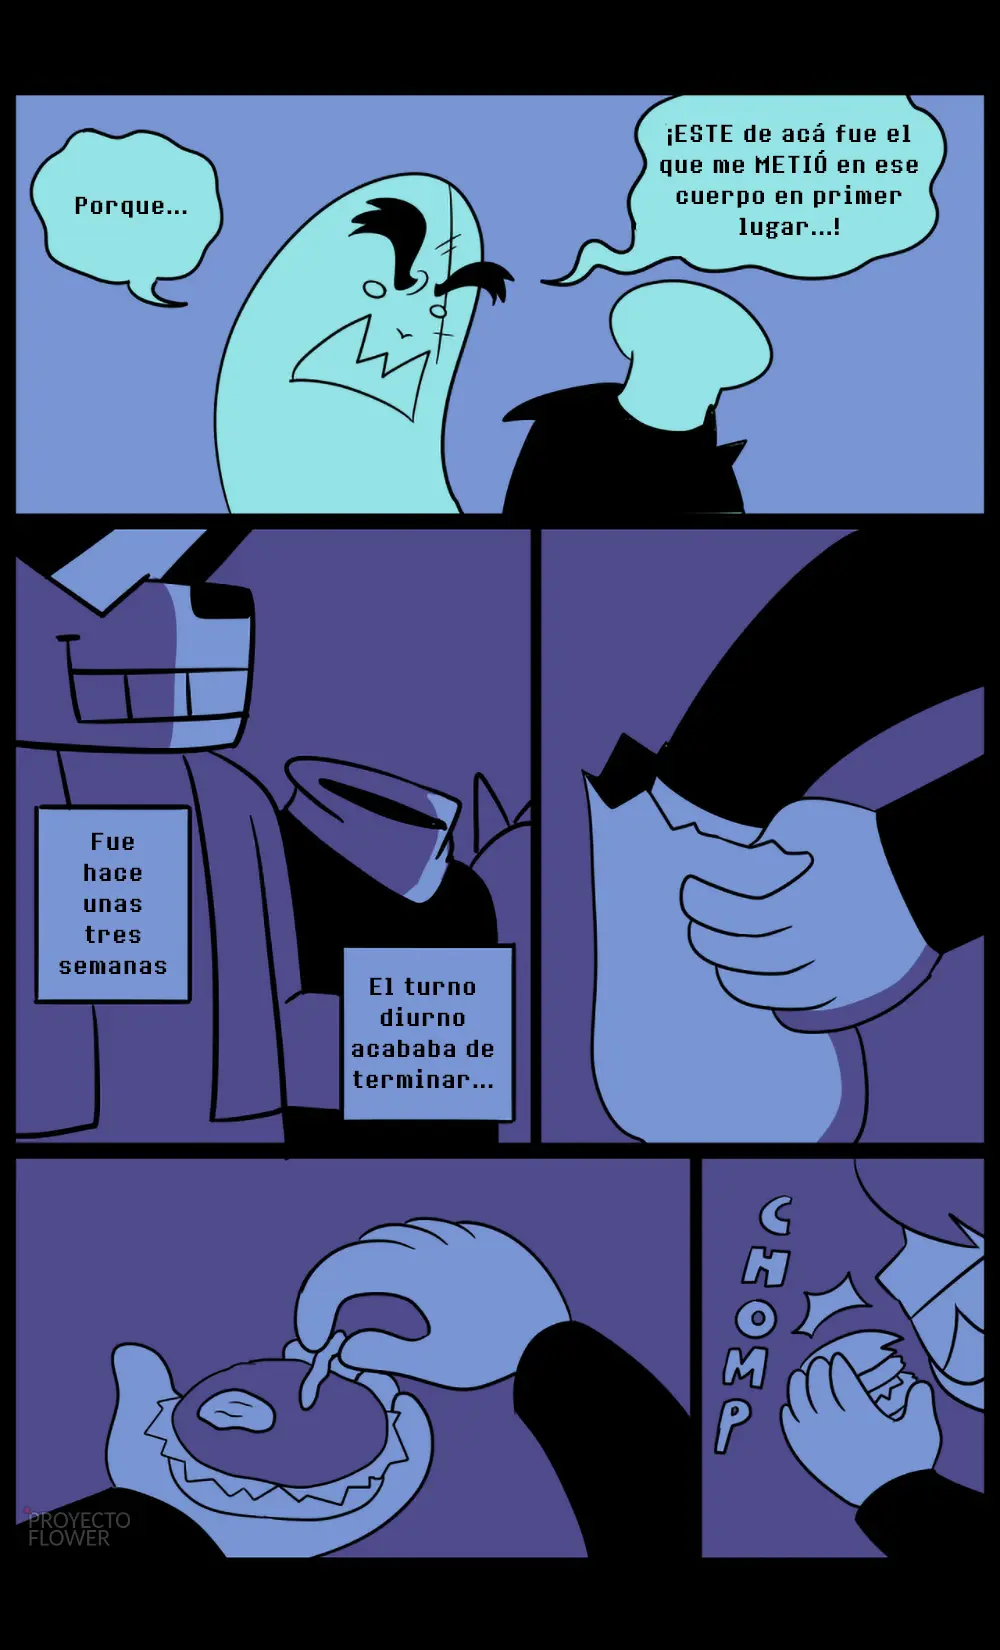 Porque...
¡ESTE de acá fue el
que me METIÓ en ese
cuerpo en primer
lugar...!
Fue
hace
unas
tres
semanas
El turno
diurno
acababa de
terminar...
CHOMP
PROYECTO
FLOWER